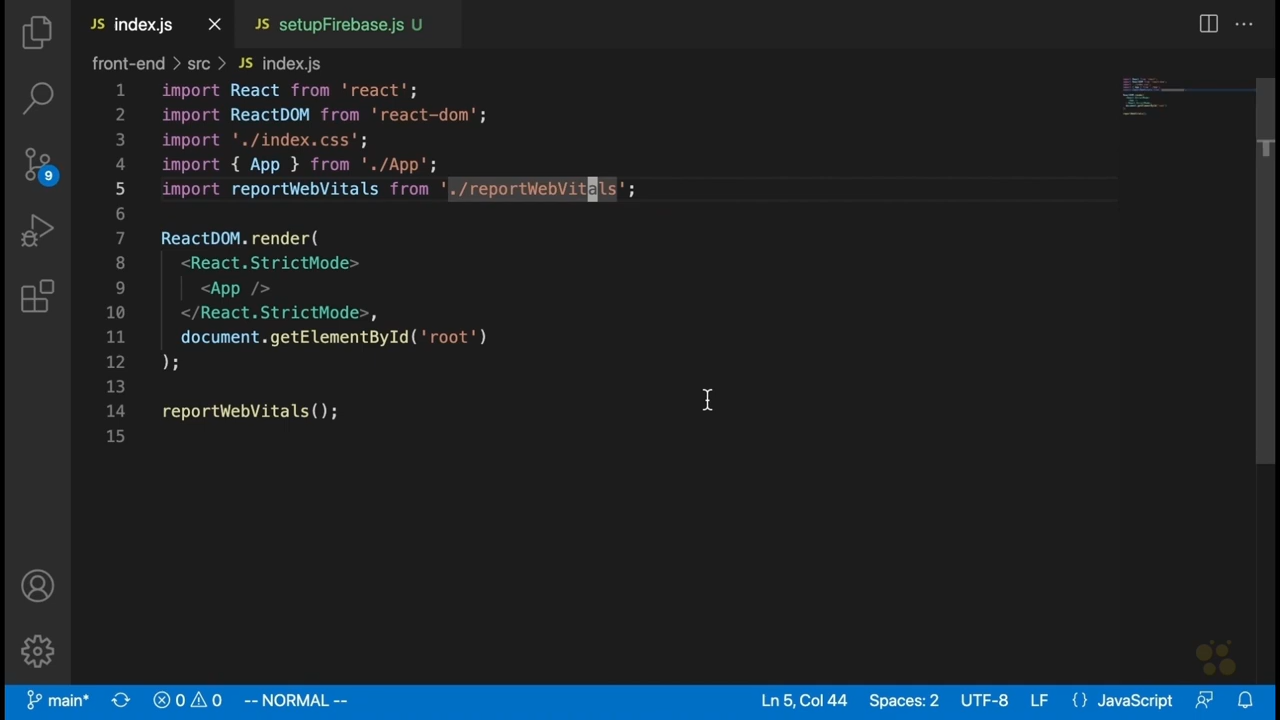 JS index.js × JS setupFirebase.js U
front-end > src > JS index.js
1 import React from 'react';
2 import ReactDOM from 'react-dom';
3 import './index.css';
4 import { App } from './App';
5 import reportWebVitals from './reportWebVitals';
6
7 ReactDOM.render(
8 <React.StrictMode>
9 <App />
10 </React.StrictMode>,
11 document.getElementById('root')
12 );
13
14 reportWebVitals();
15
9
main* 0 0 -- NORMAL -- Ln 5, Col 44 Spaces: 2 UTF-8 LF {} JavaScript